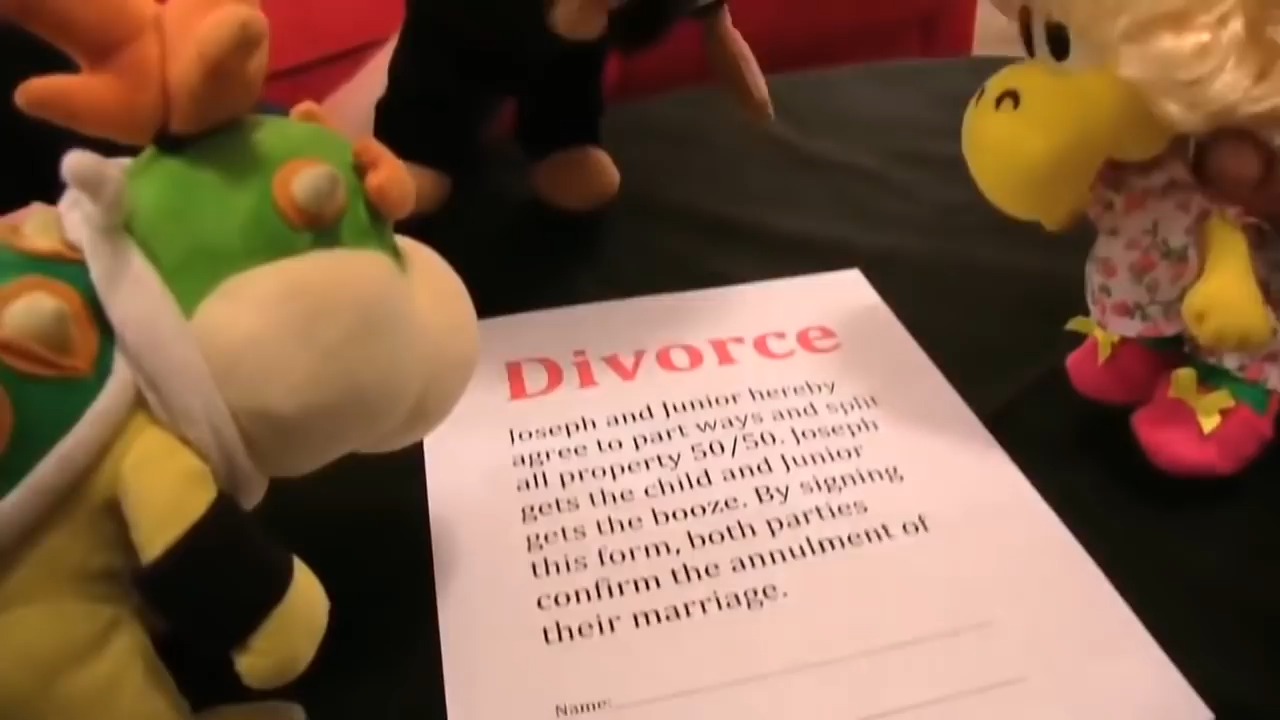 Divorce
Joseph and Junior hereby
agree to part ways and split
all property 50/50. Joseph
gets the child and Junior
gets the booze. By signing
this form, both parties
confirm the annulment of
their marriage.
Name: